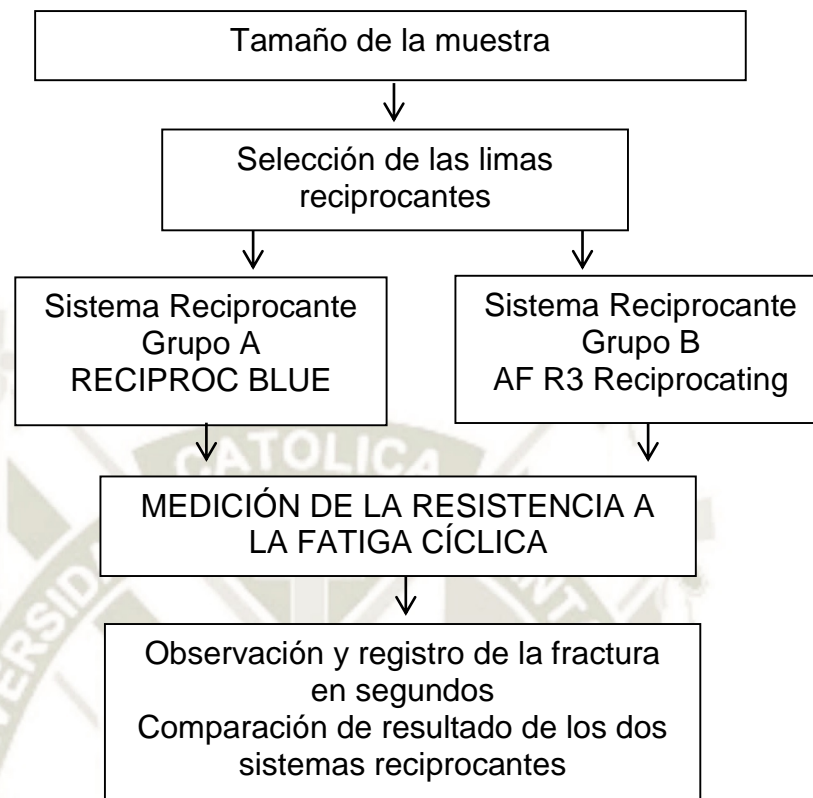 Tamaño de la muestra
Selección de las limas
reciprocantes
Sistema Reciprocante
Grupo A
RECIPROC BLUE
Sistema Reciprocante
Grupo B
AF R3 Reciprocating
CATOLICA
MEDICIÓN DE LA RESISTENCIA A
LA FATIGA CÍCLICA
Observación y registro de la fractura
en segundos
Comparación de resultado de los dos
sistemas reciprocantes